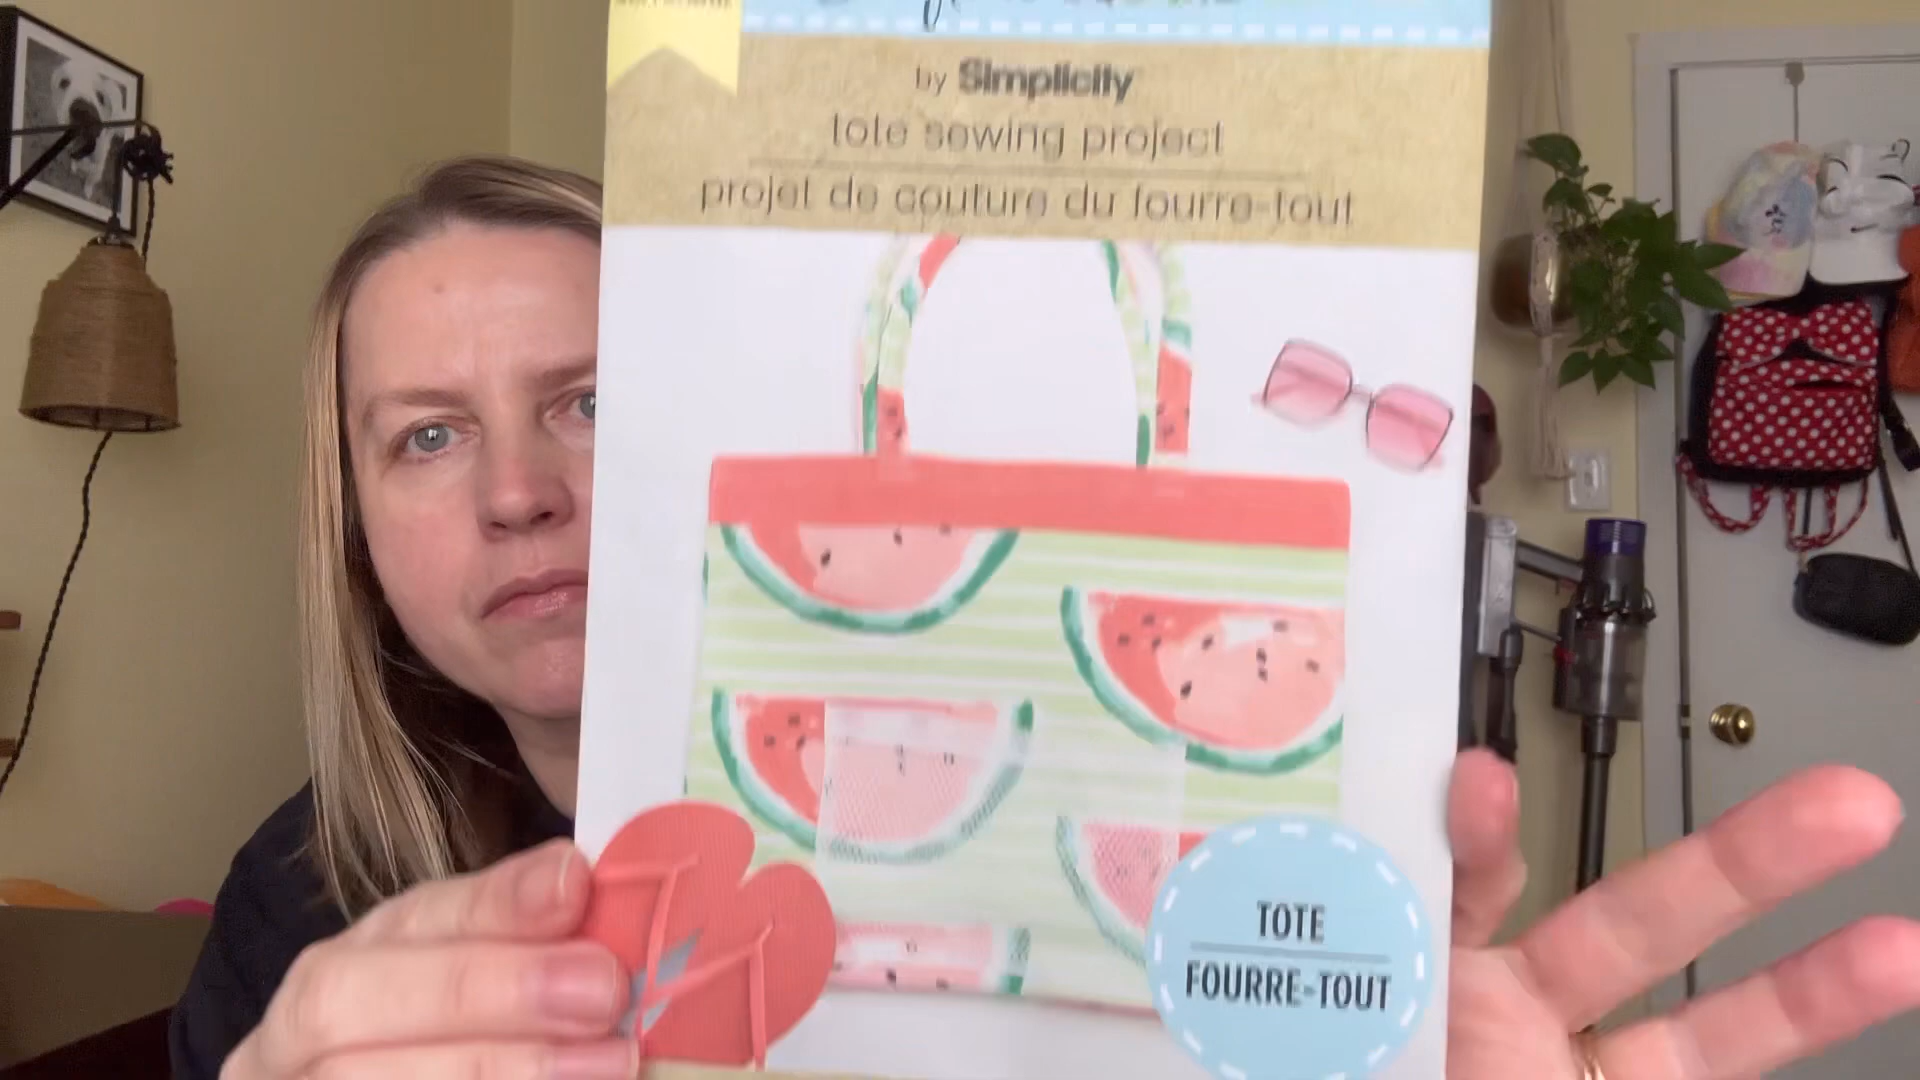 by Simplicity
tote sewing project
projet de couture du fourre-tout
TOTE
FOURRE-TOUT